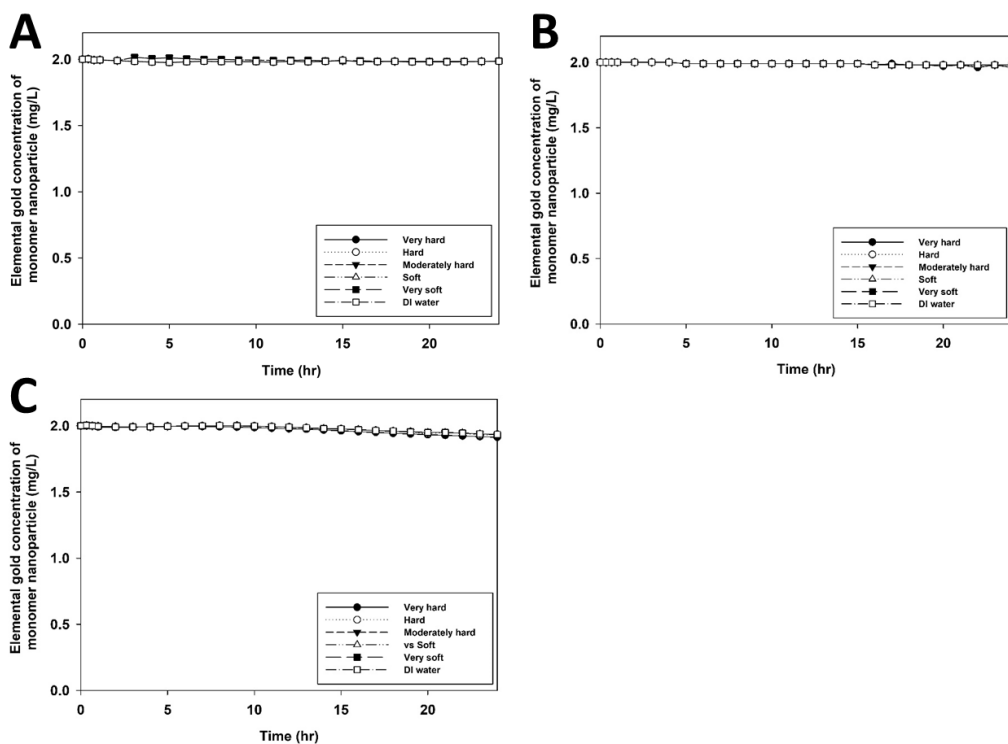 A
Elemental gold concentration of
monomer nanoparticle (mg/L)
2.0
1.5
1.0
0.5
0.0
0 5 10 15 20
Time (hr)
Very hard
Hard
Moderately hard
Soft
Very soft
DI water
B
Elemental gold concentration of
monomer nanoparticle (mg/L)
2.0
1.5
1.0
0.5
0.0
0 5 10 15 20
Time (hr)
Very hard
Hard
Moderately hard
Soft
Very soft
DI water
C
Elemental gold concentration of
monomer nanoparticle (mg/L)
2.0
1.5
1.0
0.5
0.0
0 5 10 15 20
Time (hr)
Very hard
Hard
Moderately hard
vs Soft
Very soft
DI water